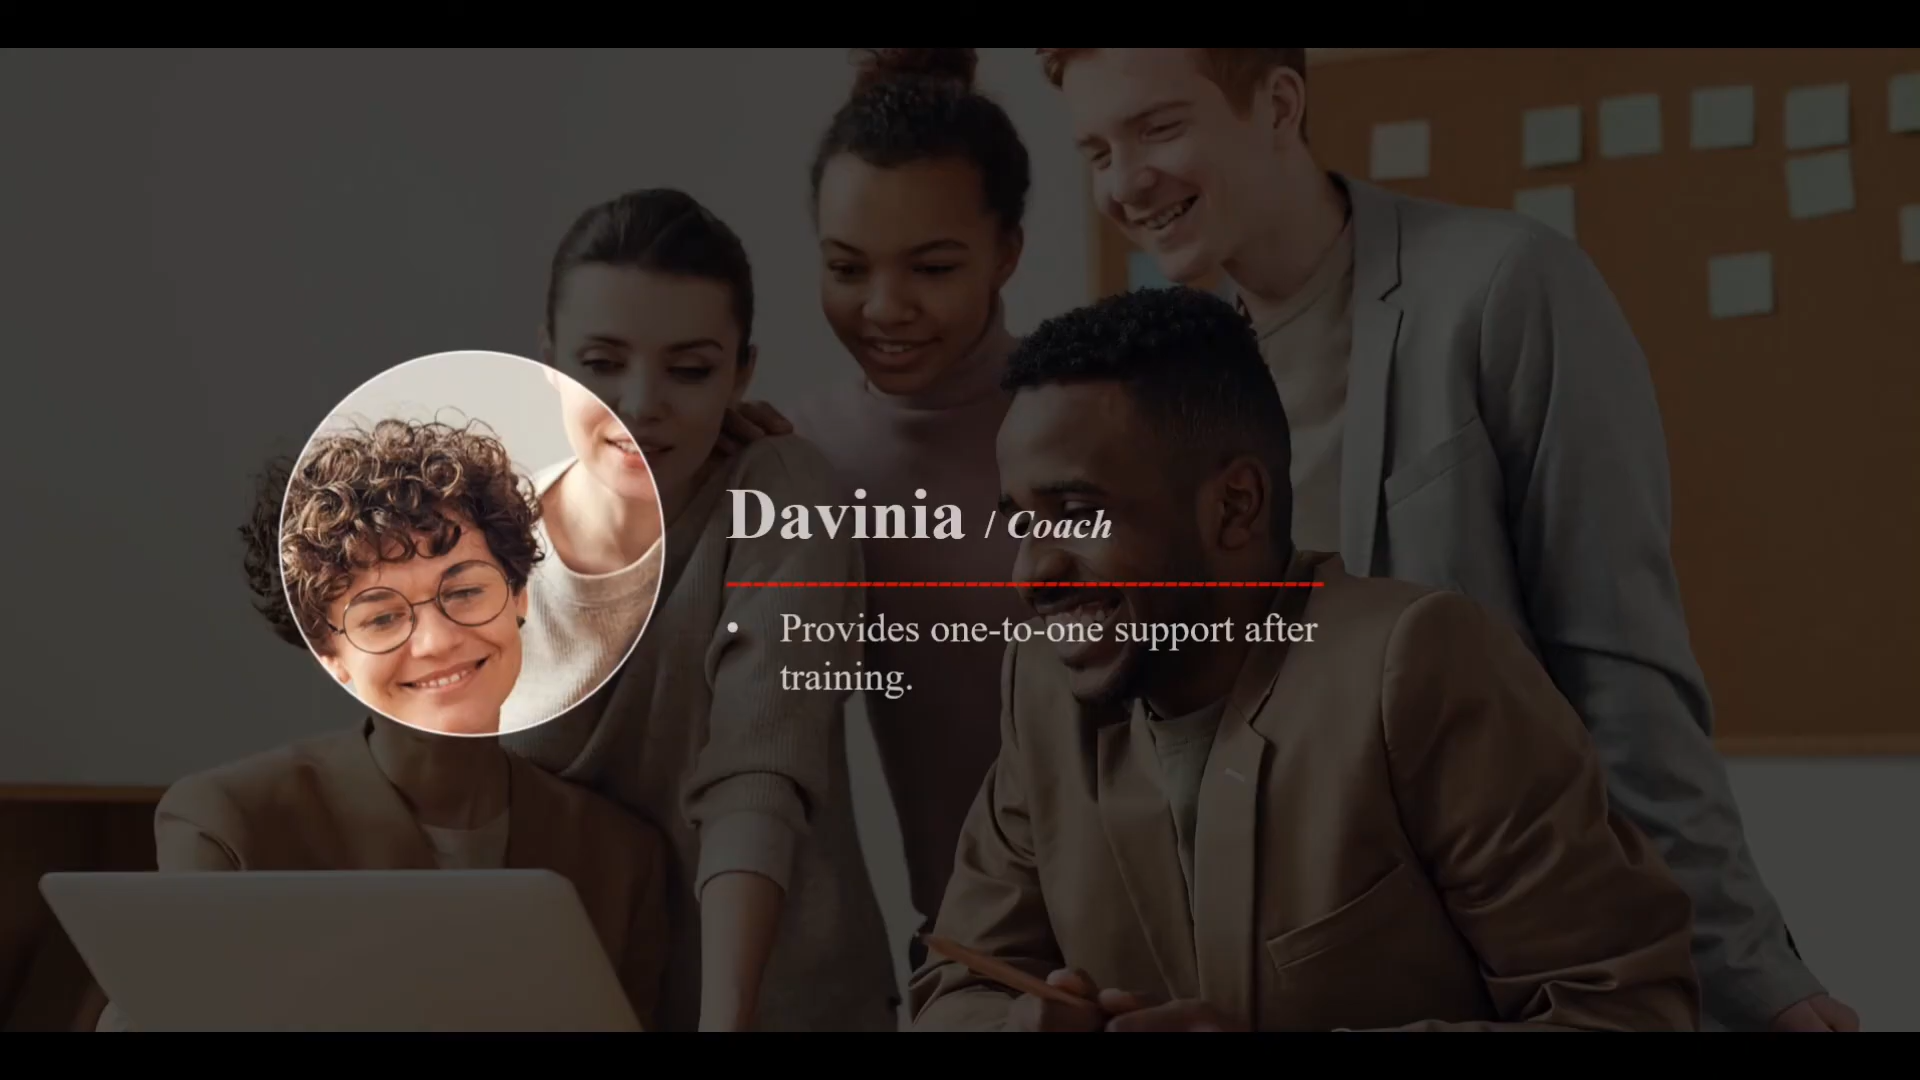 Davinia / Coach
• Provides one-to-one support after
training.